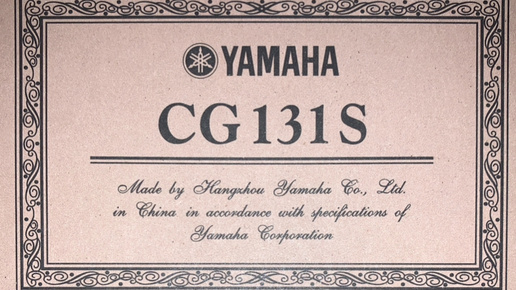 YAMAHA
CG131S
Made by Hangzhou Yamaha Co., Ltd.
in China in accordance with specifications of
Yamaha Corporation